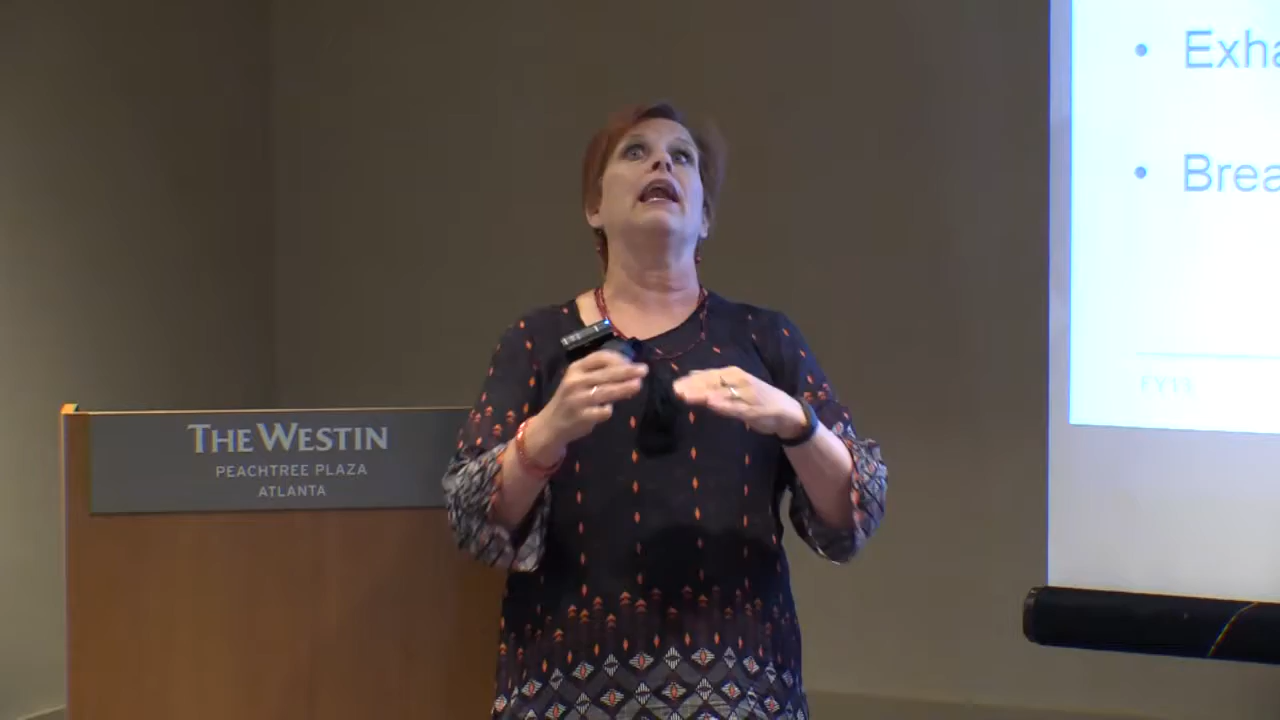 THE WESTIN
PEACHTREE PLAZA
ATLANTA
• Exha
• Brea